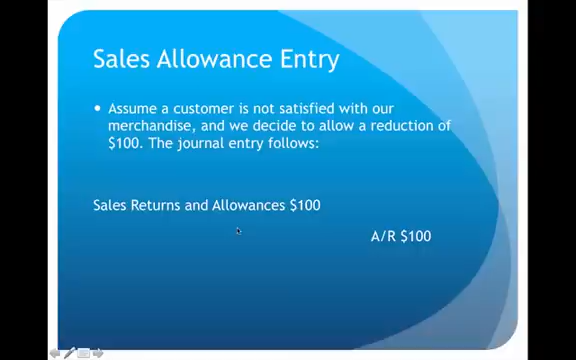 Sales Allowance Entry
• Assume a customer is not satisfied with our
merchandise, and we decide to allow a reduction of
$100. The journal entry follows:
Sales Returns and Allowances $100
A/R $100